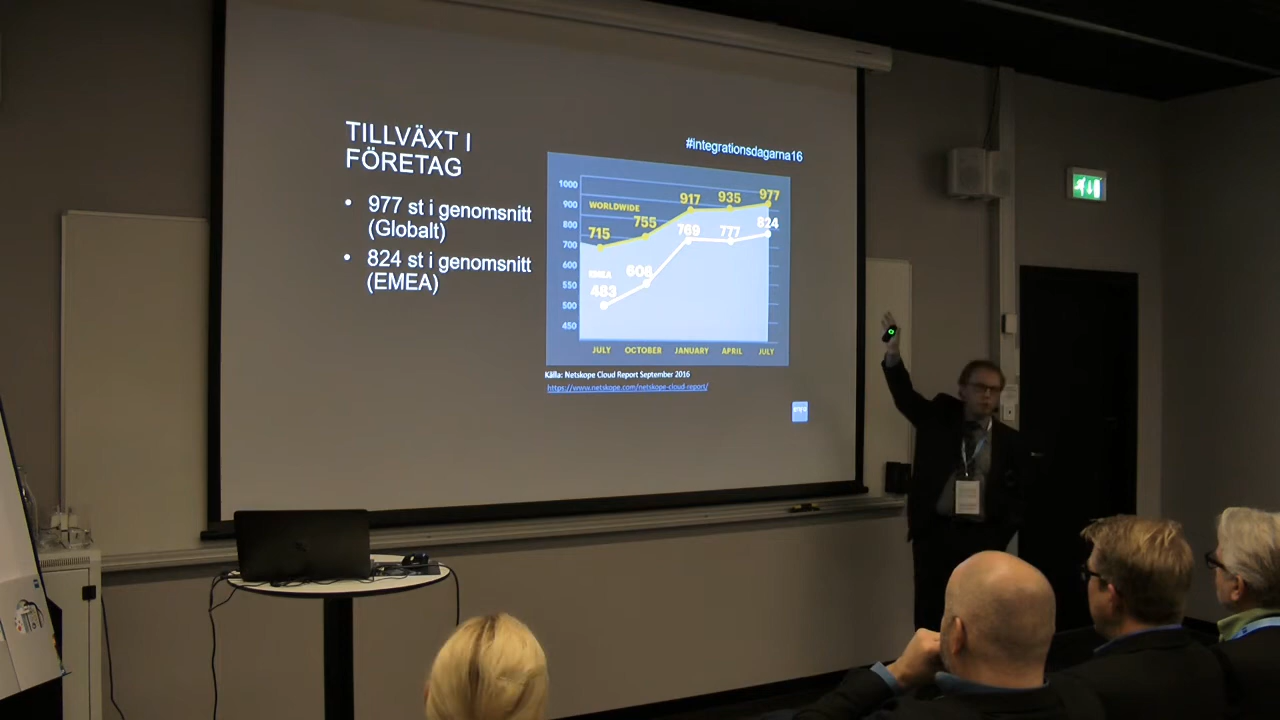 TILLVÄXT I
FÖRETAG
#integrationsdagarna16
• 977 st i genomsnitt
(Globalt)
• 824 st i genomsnitt
(EMEA)
1000
900
800
700
600
550
500
450
WORLDWIDE
715
755
917
935
977
EMEA
483
608
769
777
824
JULY OCTOBER JANUARY APRIL JULY
Källa: Netskope Cloud Report September 2016
https://www.netskope.com/netskope-cloud-report/